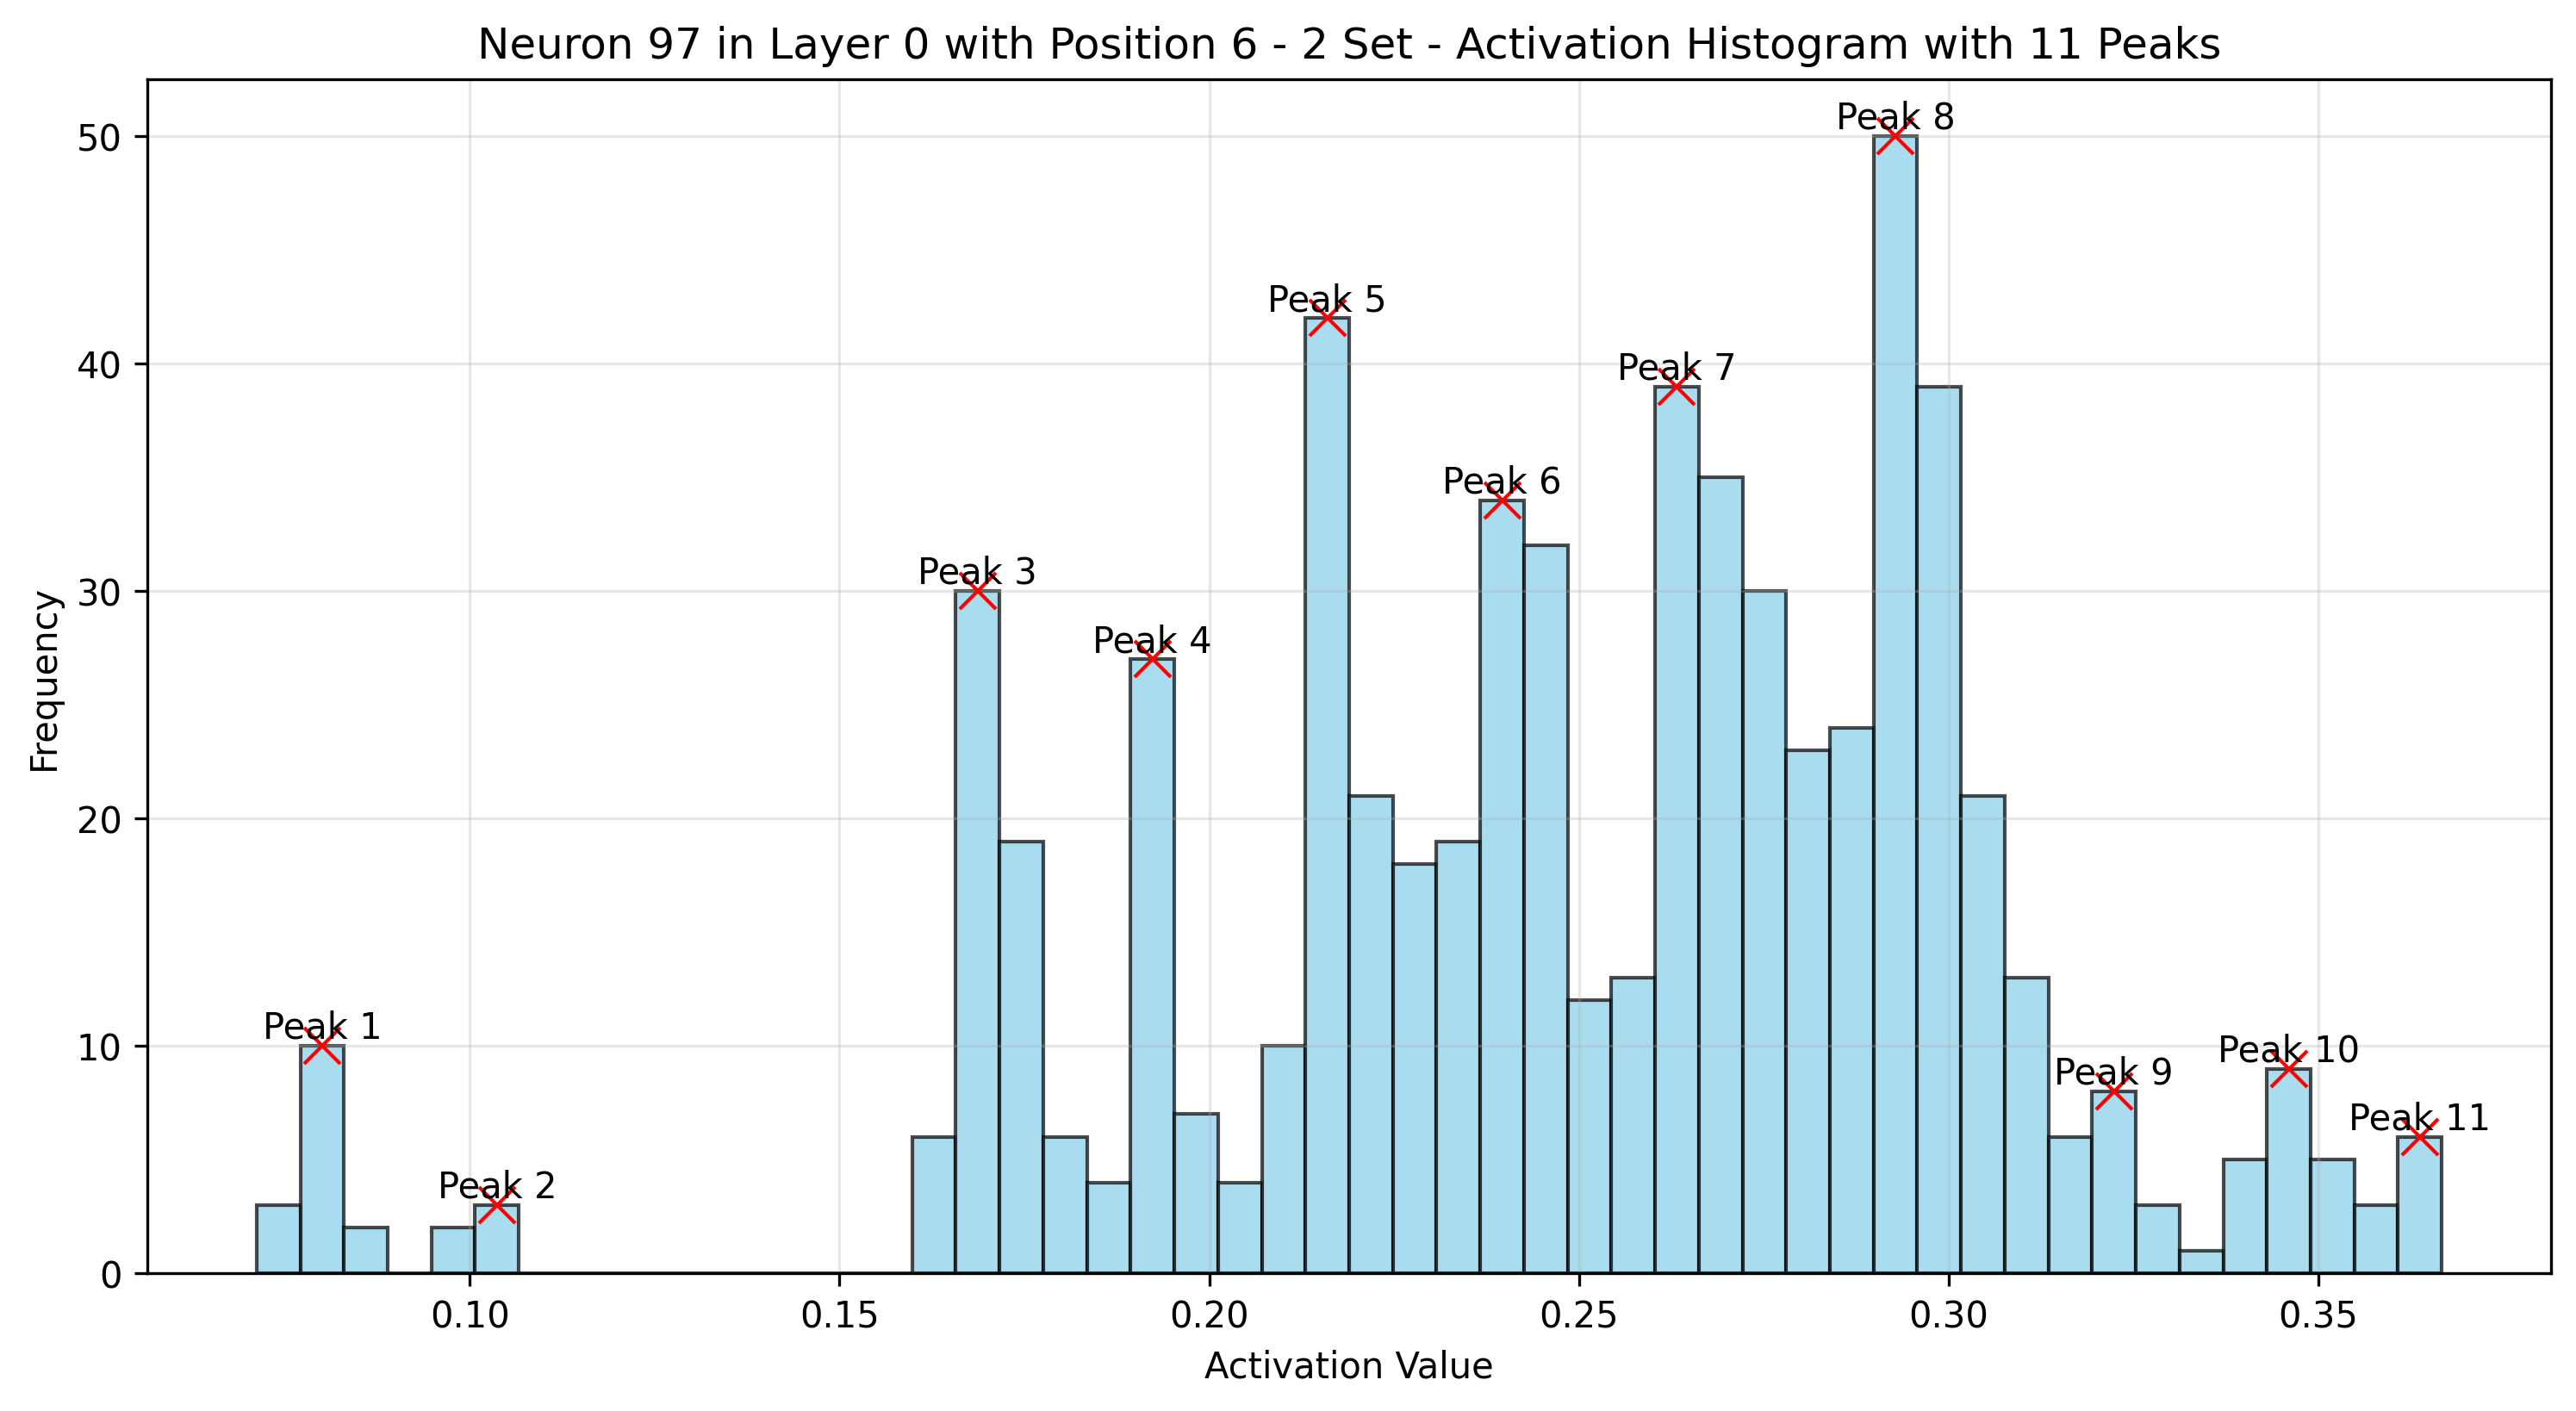 Neuron 97 in Layer 0 with Position 6 - 2 Set - Activation Histogram with 11 Peaks
50
40
30
20
10
0
Frequency
Peak 1
Peak 2
Peak 3
Peak 4
Peak 5
Peak 6
Peak 7
Peak 8
Peak 9
Peak 10
Peak 11
0.10
0.15
0.20
0.25
0.30
0.35
Activation Value